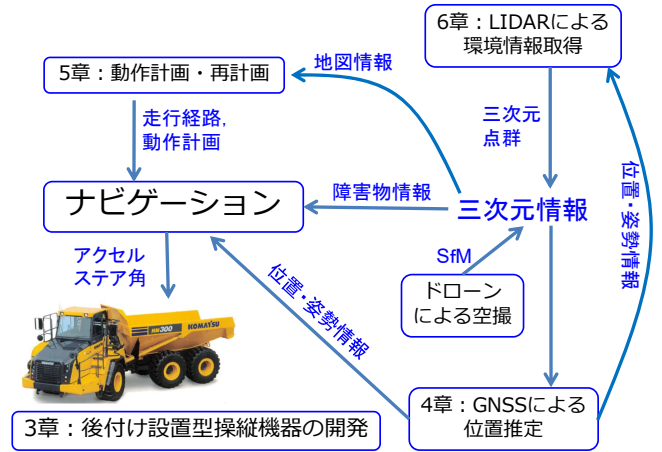 6章：LIDARによる
環境情報取得
5章：動作計画・再計画
地図情報
走行経路,
動作計画
三次元
点群
ナビゲーション
障害物情報
三次元情報
位置・姿勢情報
アクセル
ステア角
SfM
ドローン
による空撮
位置・姿勢情報
HM300
KOMATSU
3章：後付け設置型操縦機器の開発
4章：GNSSによる
位置推定